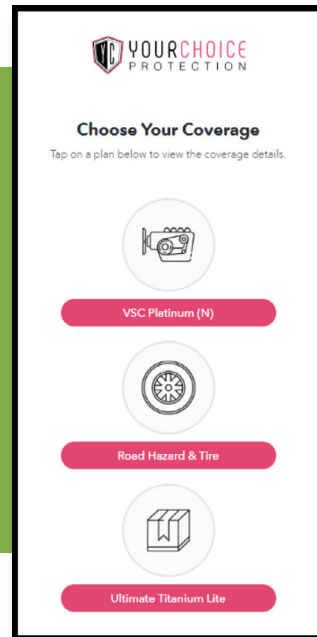 YC YOURCHOICE
PROTECTION
Choose Your Coverage
Tap on a plan below to view the coverage details.
VSC Platinum (N)
Road Hazard & Tire
Ultimate Titanium Lite